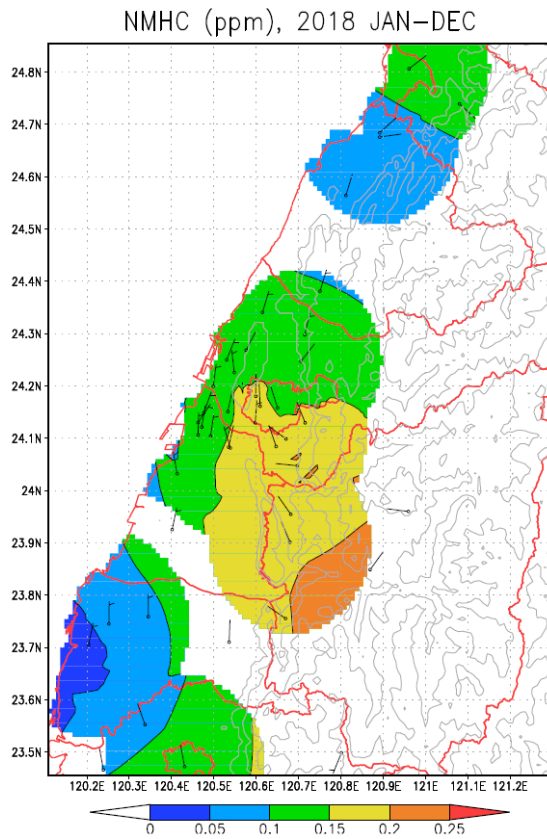 NMHC (ppm), 2018 JAN-DEC
24.8N
24.7N
24.6N
24.5N
24.4N
24.3N
24.2N
24.1N
24N
23.9N
23.8N
23.7N
23.6N
23.5N
120.2E 120.3E 120.4E 120.5E 120.6E 120.7E 120.8E 120.9E 121E 121.1E 121.2E
0 0.05 0.1 0.15 0.2 0.25